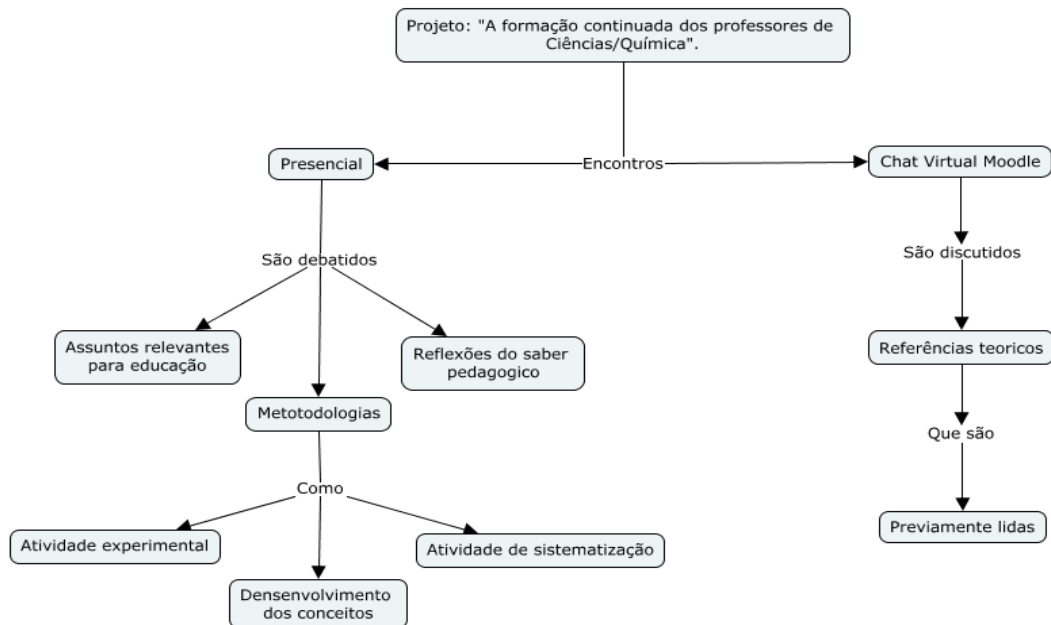 Projeto: "A formação continuada dos professores de
Ciências/Química".
Presencial
Encontros
Chat Virtual Moodle
São debatidos
São discutidos
Assuntos relevantes
para educação
Reflexões do saber
pedagogico
Referências teoricos
Metotodologias
Que são
Como
Atividade experimental
Atividade de sistematização
Previamente lidas
Densenvolvimento
dos conceitos